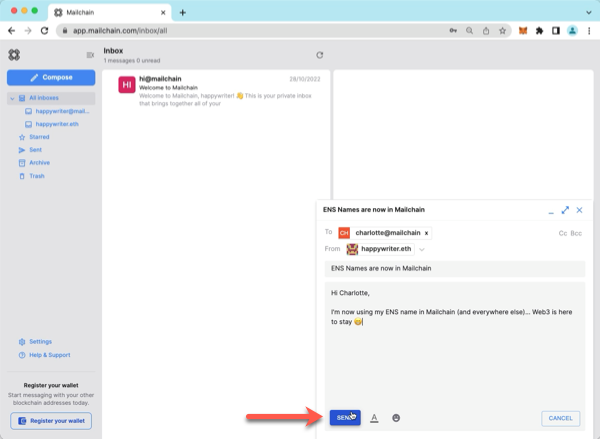 Mailchain
app.mailchain.com/inbox/all
Compose
All inboxes
happywriter@mail...
happywriter.eth
Starred
Sent
Archive
Trash
Settings
Help & Support
Register your wallet
Start messaging with your other
blockchain addresses today.
Register your wallet
Inbox
1 messages 0 unread
HI
hi@mailchain
28/10/2022
Welcome to Mailchain
Welcome to Mailchain, happywriter! 👋 This is your private inbox
that brings together all of your
ENS Names are now in Mailchain
To CH charlotte@mailchain x Cc Bcc
From happywriter.eth
ENS Names are now in Mailchain
Hi Charlotte,
I'm now using my ENS name in Mailchain (and everywhere else)... Web3 is here
to stay 🤓
SEND
CANCEL